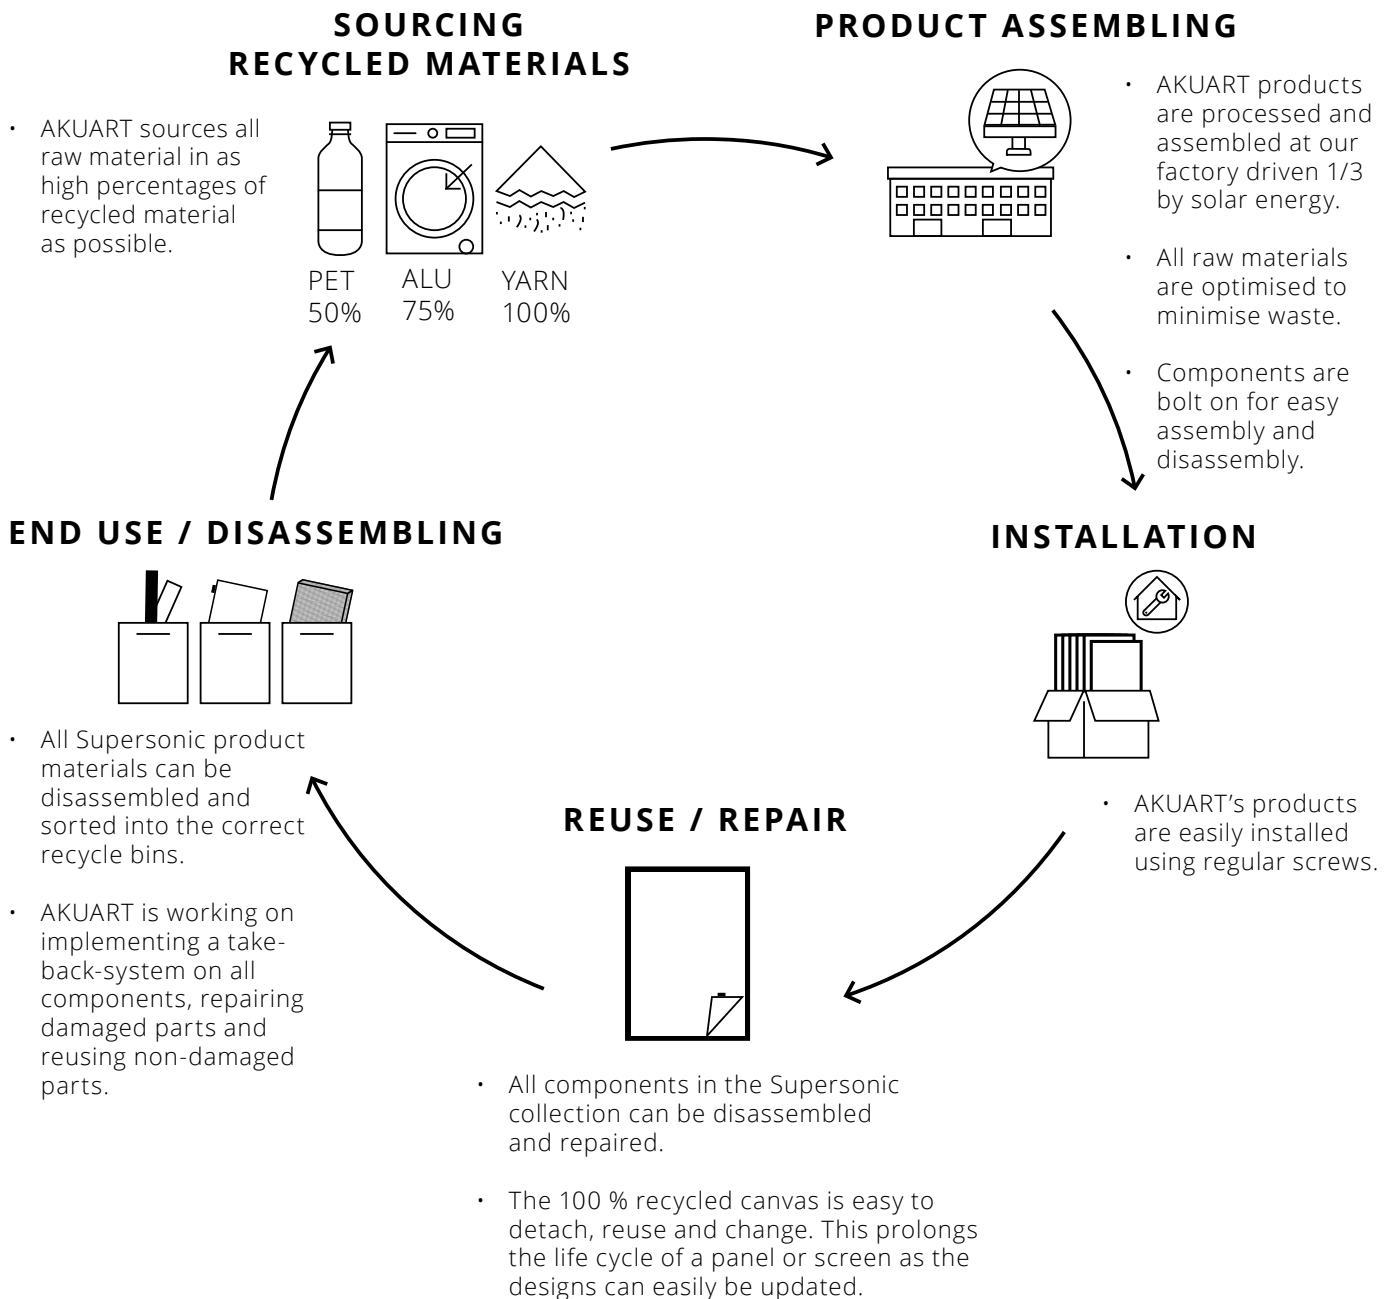 SOURCING
RECYCLED MATERIALS
• AKUART sources all
raw material in as
high percentages of
recycled material
as possible.
PET
50%
ALU
75%
YARN
100%
PRODUCT ASSEMBLING
• AKUART products
are processed and
assembled at our
factory driven 1/3
by solar energy.
• All raw materials
are optimised to
minimise waste.
• Components are
bolt on for easy
assembly and
disassembly.
INSTALLATION
• AKUART’s products
are easily installed
using regular screws.
REUSE / REPAIR
• All components in the Supersonic
collection can be disassembled
and repaired.
• The 100 % recycled canvas is easy to
detach, reuse and change. This prolongs
the life cycle of a panel or screen as the
designs can easily be updated.
END USE / DISASSEMBLING
• All Supersonic product
materials can be
disassembled and
sorted into the correct
recycle bins.
• AKUART is working on
implementing a take-
back-system on all
components, repairing
damaged parts and
reusing non-damaged
parts.